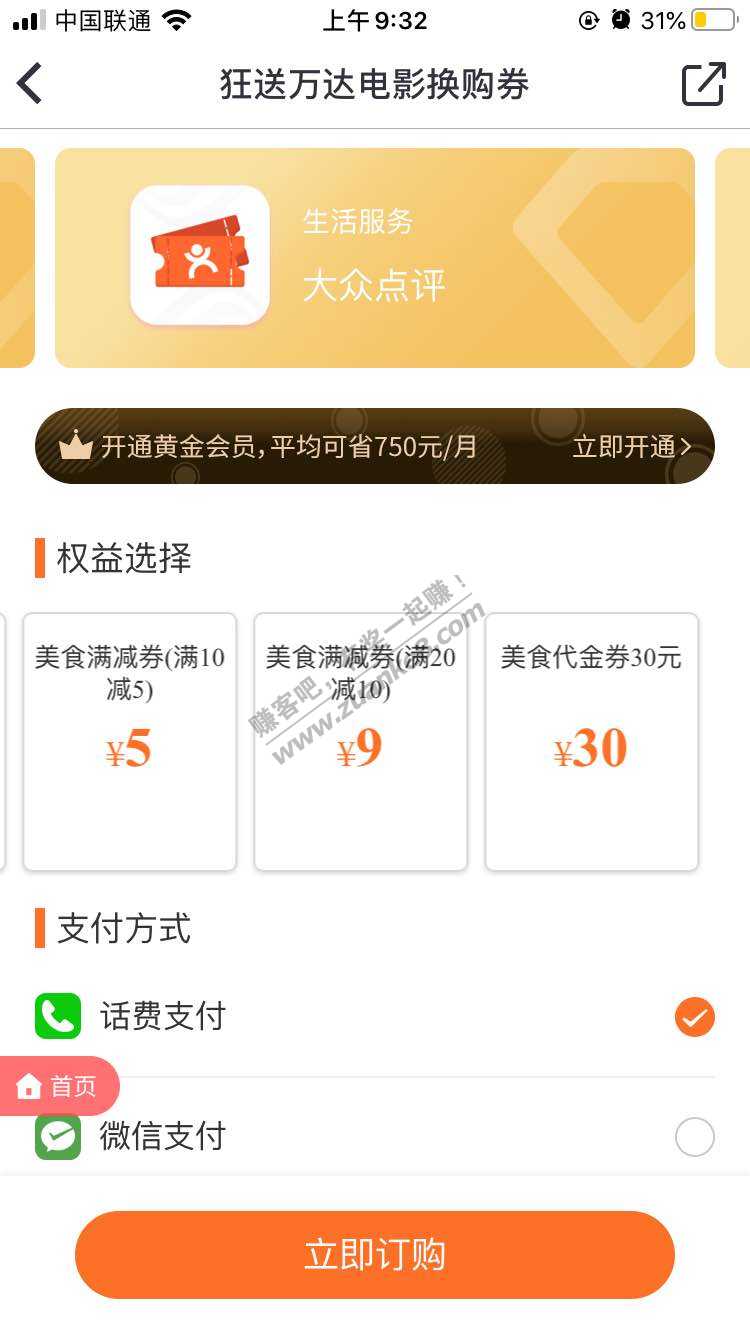 中国联通
上午 9:32
31%
狂送万达电影换购券
生活服务
大众点评
开通黄金会员,平均可省750元/月
立即开通
权益选择
美食满减券(满10
减5)
¥5
美食满减券(满20
减10)
¥9
美食代金券30元
¥30
赚客吧，有奖一起赚！
www.zuanke8.com
支付方式
话费支付
首页
微信支付
立即订购